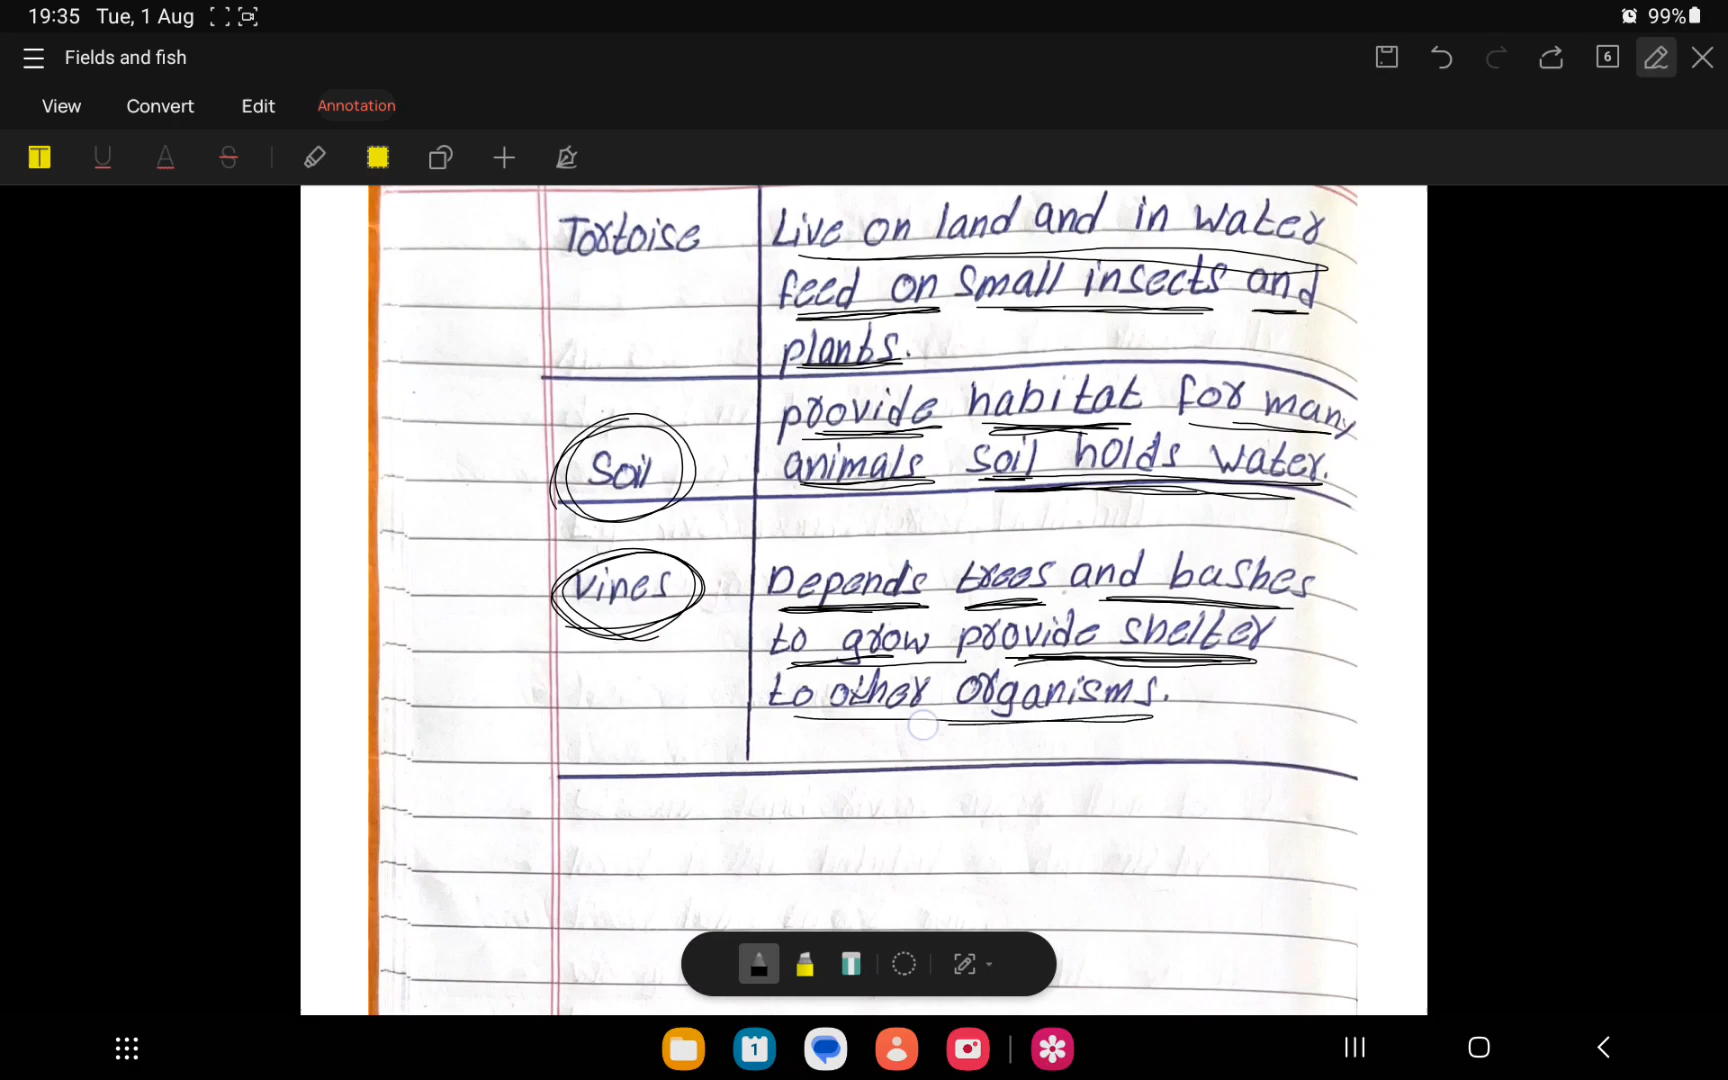 19:35 Tue, 1 Aug
99%
Fields and fish
6
View Convert Edit Annotation
T U A S
Tortoise
Live on land and in water
feed on small insects and
plants.
Soil
provide habitat for many
animals soil holds water.
Vines
Depends trees and bashes
to grow provide shelter
to other organisms.
1